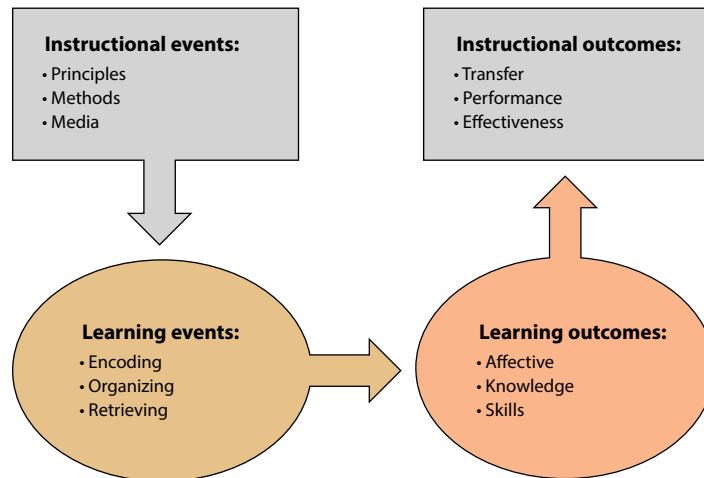 Instructional events:
• Principles
• Methods
• Media
Instructional outcomes:
• Transfer
• Performance
• Effectiveness
Learning events:
• Encoding
• Organizing
• Retrieving
Learning outcomes:
• Affective
• Knowledge
• Skills